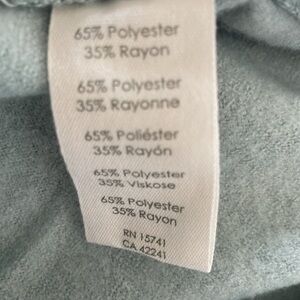 65% Polyester
35% Rayon
65% Polyester
35% Rayonne
65% Poliéster
35% Rayón
65% Polyester
35% Viskose
65% Polyester
35% Rayon
RN 15741
CA 42241